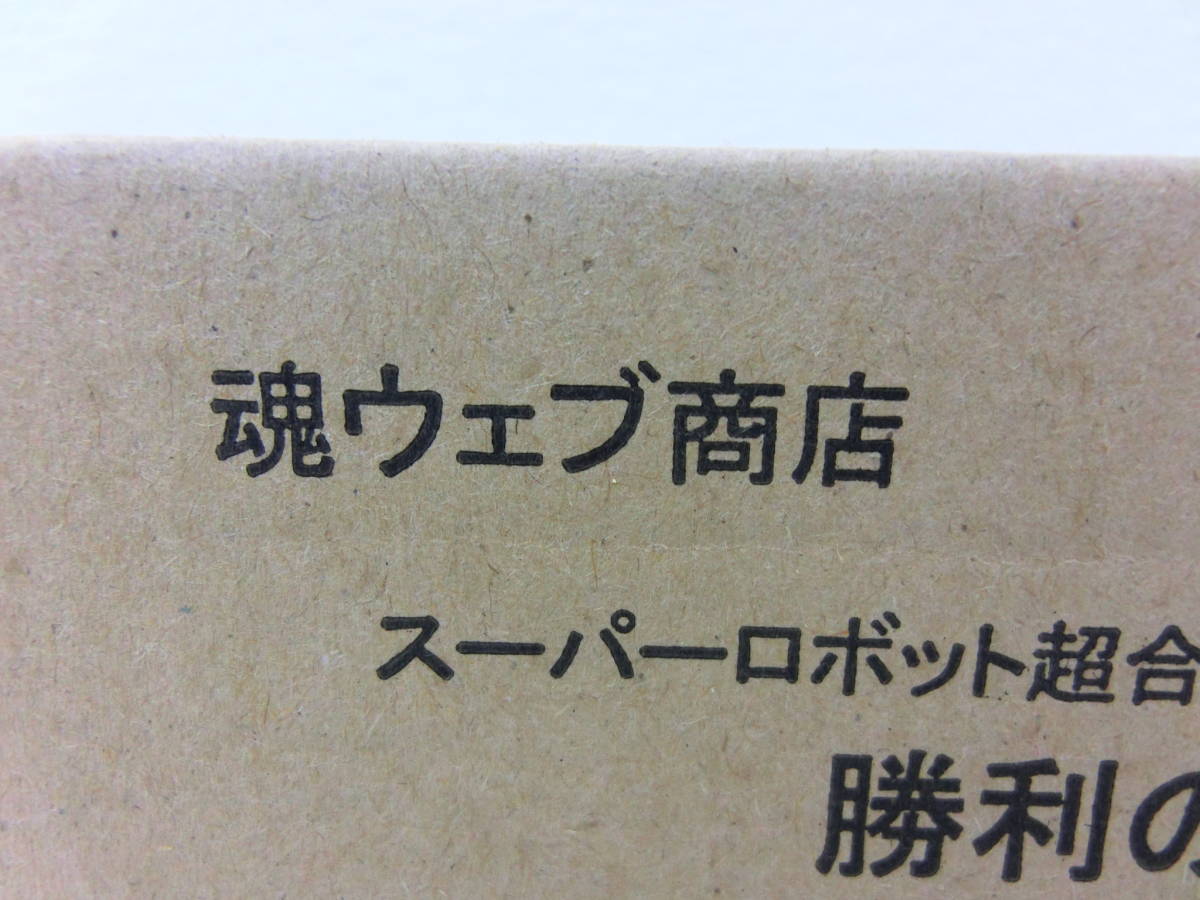 魂ウェブ商店
スーパーロボット超合
勝利の